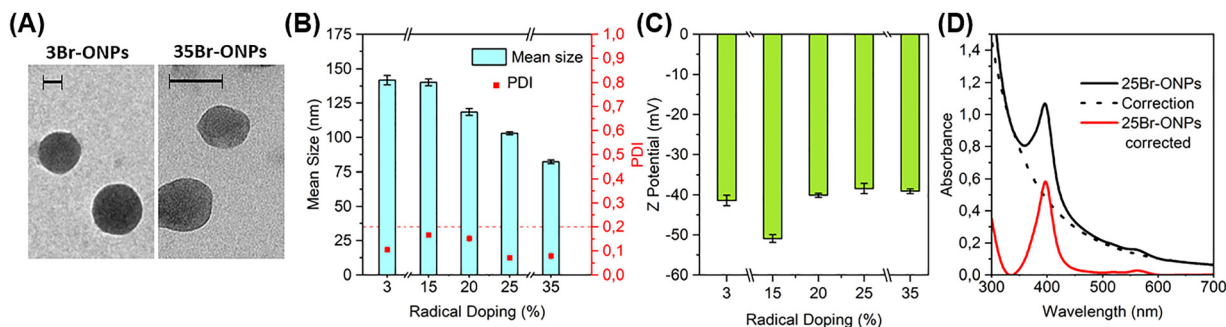 (A)
3Br-ONPs
35Br-ONPs
(B)
175
150
125
100
75
50
25
0
Mean Size (nm)
Mean size
PDI
1,0
0,9
0,8
0,7
0,6
0,5
0,4
0,3
0,2
0,1
0,0
PDI
3
15
20
25
35
Radical Doping (%)
(C)
0
-10
-20
-30
-40
-50
-60
Z Potential (mV)
3
15
20
25
35
Radical Doping (%)
(D)
1,4
1,2
1,0
0,8
0,6
0,4
0,2
0,0
Absorbance
25Br-ONPs
Correction
25Br-ONPs
corrected
300
400
500
600
700
Wavelength (nm)